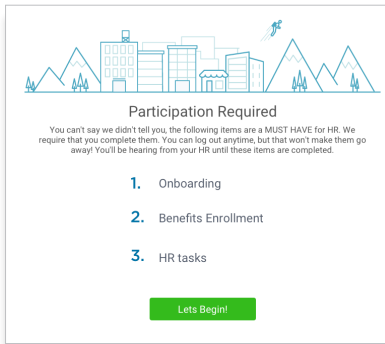 Participation Required
You can't say we didn't tell you, the following items are a MUST HAVE for HR. We
require that you complete them. You can log out anytime, but that won't make them go
away! You'll be hearing from your HR until these items are completed.
1. Onboarding
2. Benefits Enrollment
3. HR tasks
Lets Begin!